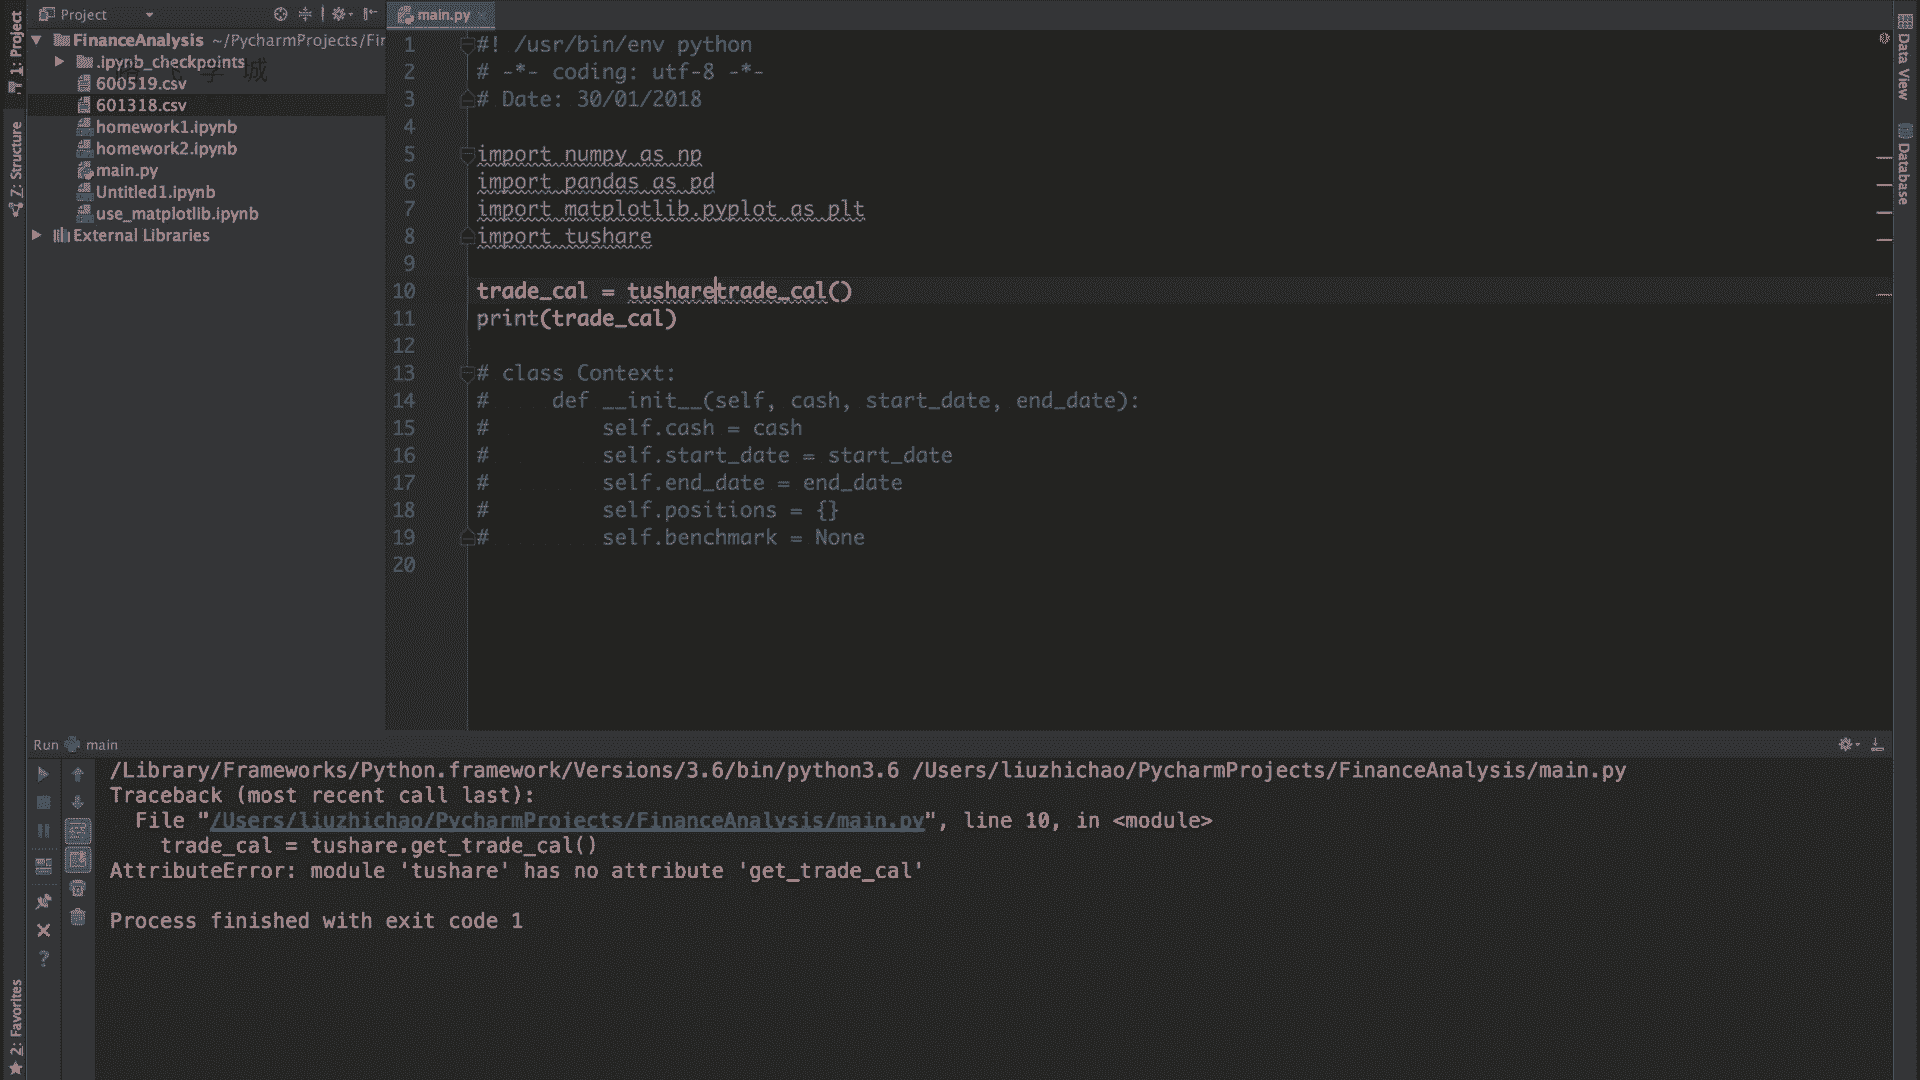 Project
FinanceAnalysis ~/PycharmProjects/Fir
.ipynb_checkpoints
学城
600519.csv
601318.csv
homework1.ipynb
homework2.ipynb
main.py
Untitled1.ipynb
use_matplotlib.ipynb
External Libraries
1: Project
Z: Structure
2: Favorites
main.py
1 #! /usr/bin/env python
2 # -*- coding: utf-8 -*-
3 # Date: 30/01/2018
4
5 import numpy as np
6 import pandas as pd
7 import matplotlib.pyplot as plt
8 import tushare
9
10 trade_cal = tusharetrade_cal()
11 print(trade_cal)
12
13 # class Context:
14 #     def __init__(self, cash, start_date, end_date):
15 #         self.cash = cash
16 #         self.start_date = start_date
17 #         self.end_date = end_date
18 #         self.positions = {}
19 #         self.benchmark = None
20
Data View
Database
Run main
/Library/Frameworks/Python.framework/Versions/3.6/bin/python3.6 /Users/liuzhichao/PycharmProjects/FinanceAnalysis/main.py
Traceback (most recent call last):
  File "/Users/liuzhichao/PycharmProjects/FinanceAnalysis/main.py", line 10, in <module>
    trade_cal = tushare.get_trade_cal()
AttributeError: module 'tushare' has no attribute 'get_trade_cal'
Process finished with exit code 1